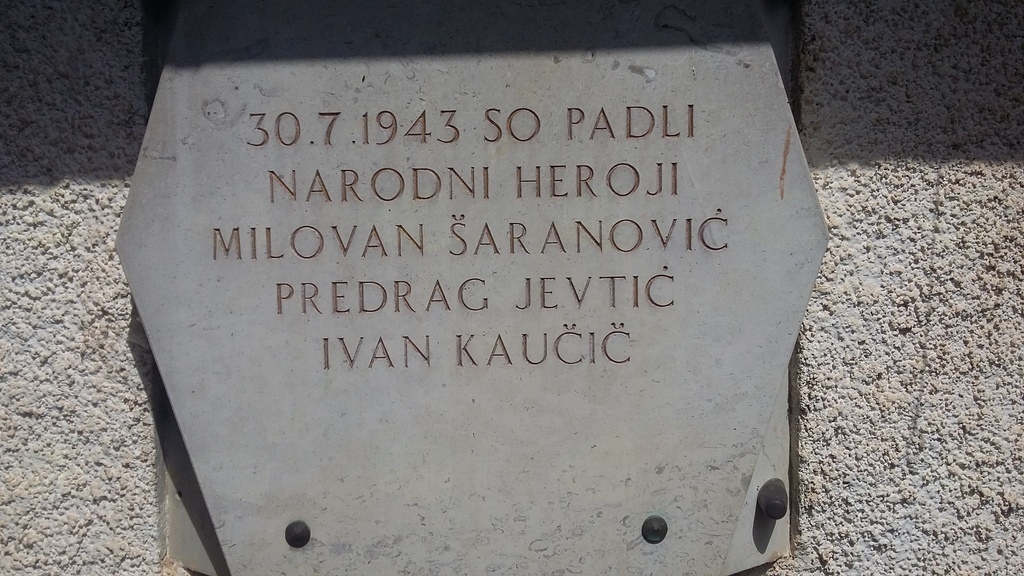 30.7.1943 SO PADLI
NARODNI HEROJI
MILOVAN ŠARANOVIĆ
PREDRAG JEVTIĆ
IVAN KAUČIČ